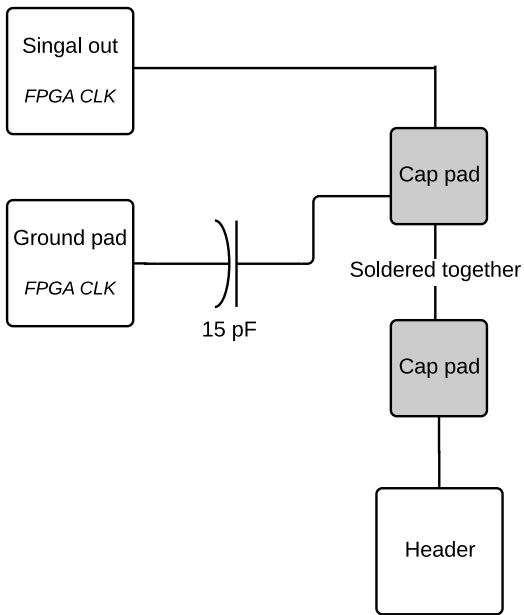 Singal out
FPGA CLK
Cap pad
Ground pad
FPGA CLK
Soldered together
15 pF
Cap pad
Header